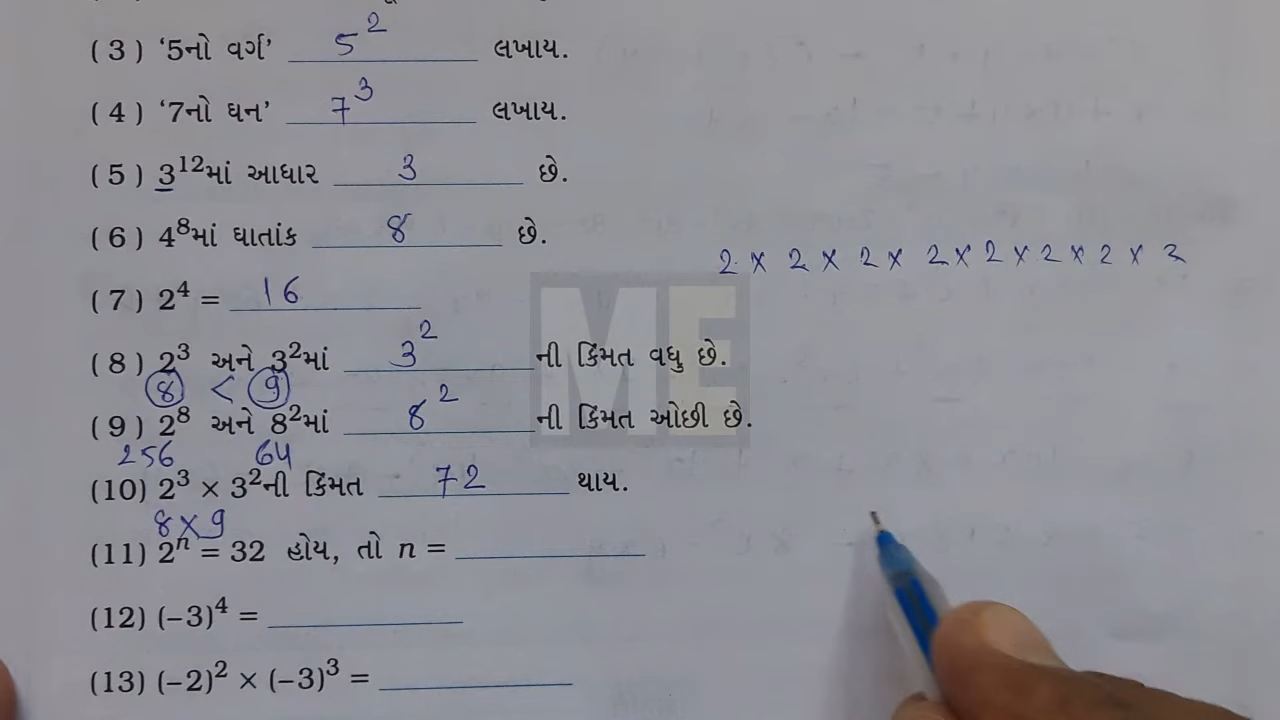 (3) ‘5નો વર્ગ’ 5² લખાય.
(4) ‘7નો ઘન’ 7³ લખાય.
(5) 3¹²માં આધાર 3 છે.
(6) 4⁸માં ઘાતાંક 8 છે.
2 × 2 × 2 × 2 × 2 × 2 × 2 × 2
(7) 2⁴ = 16
(8) 2³ અને 3²માં 3² ની કિંમત વધુ છે.
8 < 9
(9) 2⁸ અને 8²માં 8² ની કિંમત ઓછી છે.
256 64
(10) 2³ × 3²ની કિંમત 72 થાય.
8 × 9
(11) 2ⁿ = 32 હોય, તો n =
(12) (−3)⁴ =
(13) (−2)² × (−3)³ =
ME